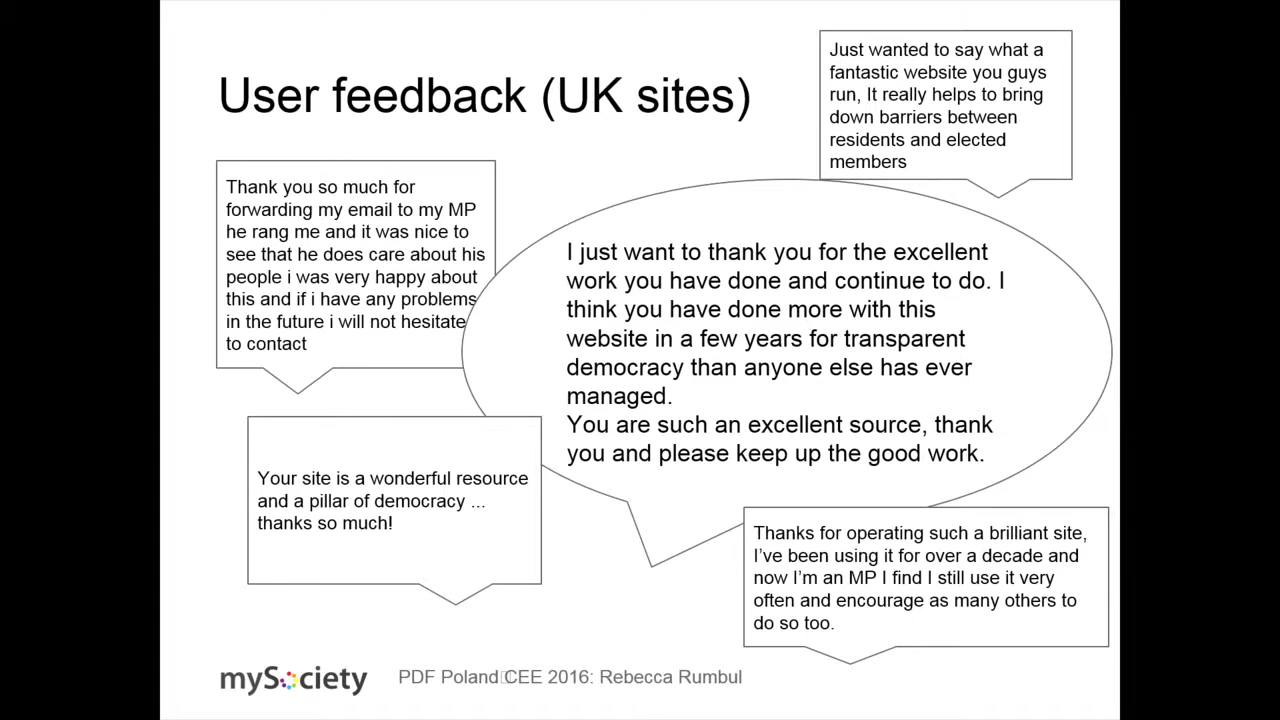 User feedback (UK sites)
Just wanted to say what a
fantastic website you guys
run, It really helps to bring
down barriers between
residents and elected
members
Thank you so much for
forwarding my email to my MP
he rang me and it was nice to
see that he does care about his
people i was very happy about
this and if i have any problems
in the future i will not hesitate
to contact
I just want to thank you for the excellent
work you have done and continue to do. I
think you have done more with this
website in a few years for transparent
democracy than anyone else has ever
managed.
You are such an excellent source, thank
you and please keep up the good work.
Your site is a wonderful resource
and a pillar of democracy ...
thanks so much!
Thanks for operating such a brilliant site,
I've been using it for over a decade and
now I'm an MP I find I still use it very
often and encourage as many others to
do so too.
mySociety
PDF Poland CEE 2016: Rebecca Rumbul